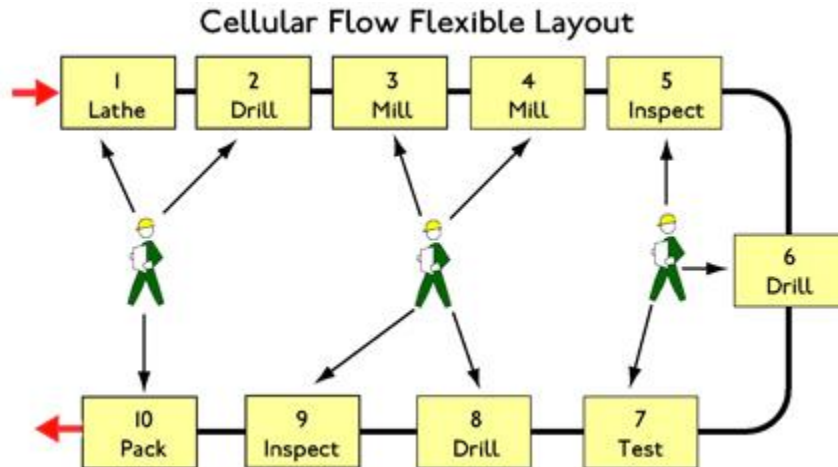 Cellular Flow Flexible Layout
1
Lathe
2
Drill
3
Mill
4
Mill
5
Inspect
6
Drill
10
Pack
9
Inspect
8
Drill
7
Test